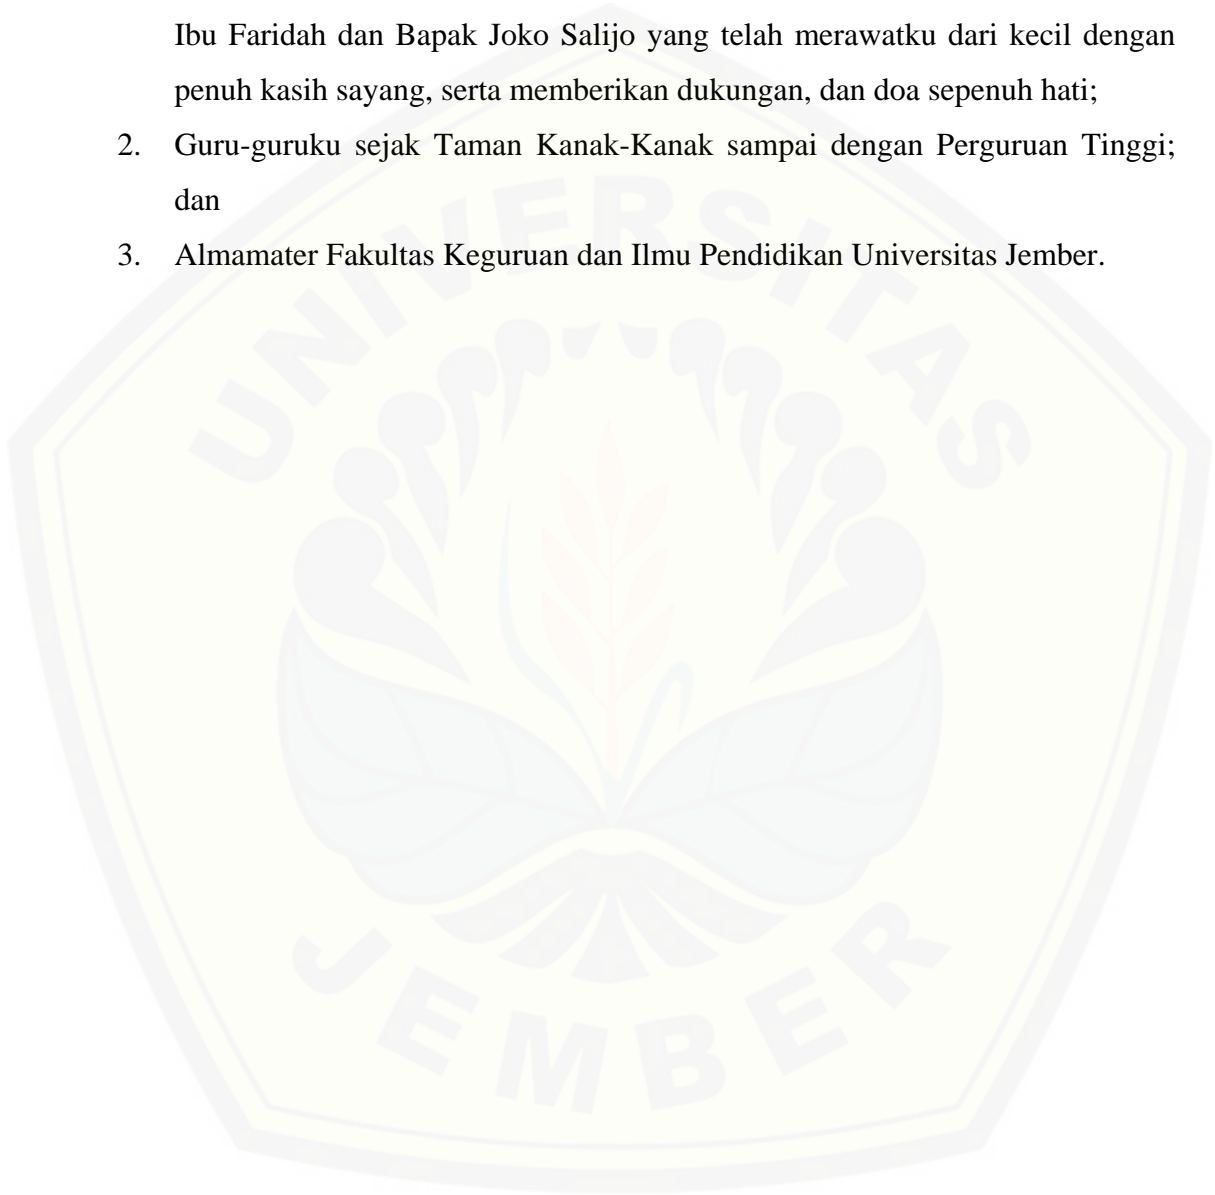 Ibu Faridah dan Bapak Joko Salijo yang telah merawatku dari kecil dengan
penuh kasih sayang, serta memberikan dukungan, dan doa sepenuh hati;
2. Guru-guruku sejak Taman Kanak-Kanak sampai dengan Perguruan Tinggi;
dan
3. Almamater Fakultas Keguruan dan Ilmu Pendidikan Universitas Jember.
UNIVERSITAS
JEMBER